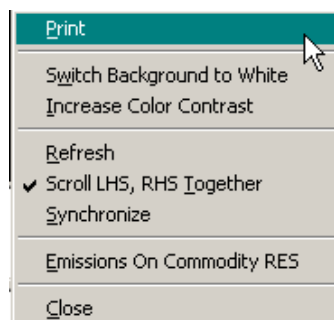 Print
Switch Background to White
Increase Color Contrast
Refresh
Scroll LHS, RHS Together
Synchronize
Emissions On Commodity RES
Close